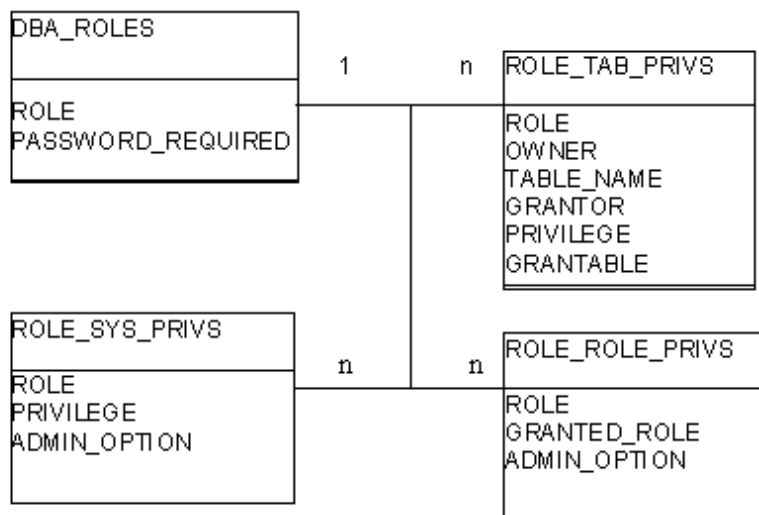 DBA_ROLES
ROLE
PASSWORD_REQUIRED
1
n
ROLE_TAB_PRIVS
ROLE
OWNER
TABLE_NAME
GRANTOR
PRIVILEGE
GRANTABLE
ROLE_SYS_PRIVS
ROLE
PRIVILEGE
ADMIN_OPTION
n
n
ROLE_ROLE_PRIVS
ROLE
GRANTED_ROLE
ADMIN_OPTION